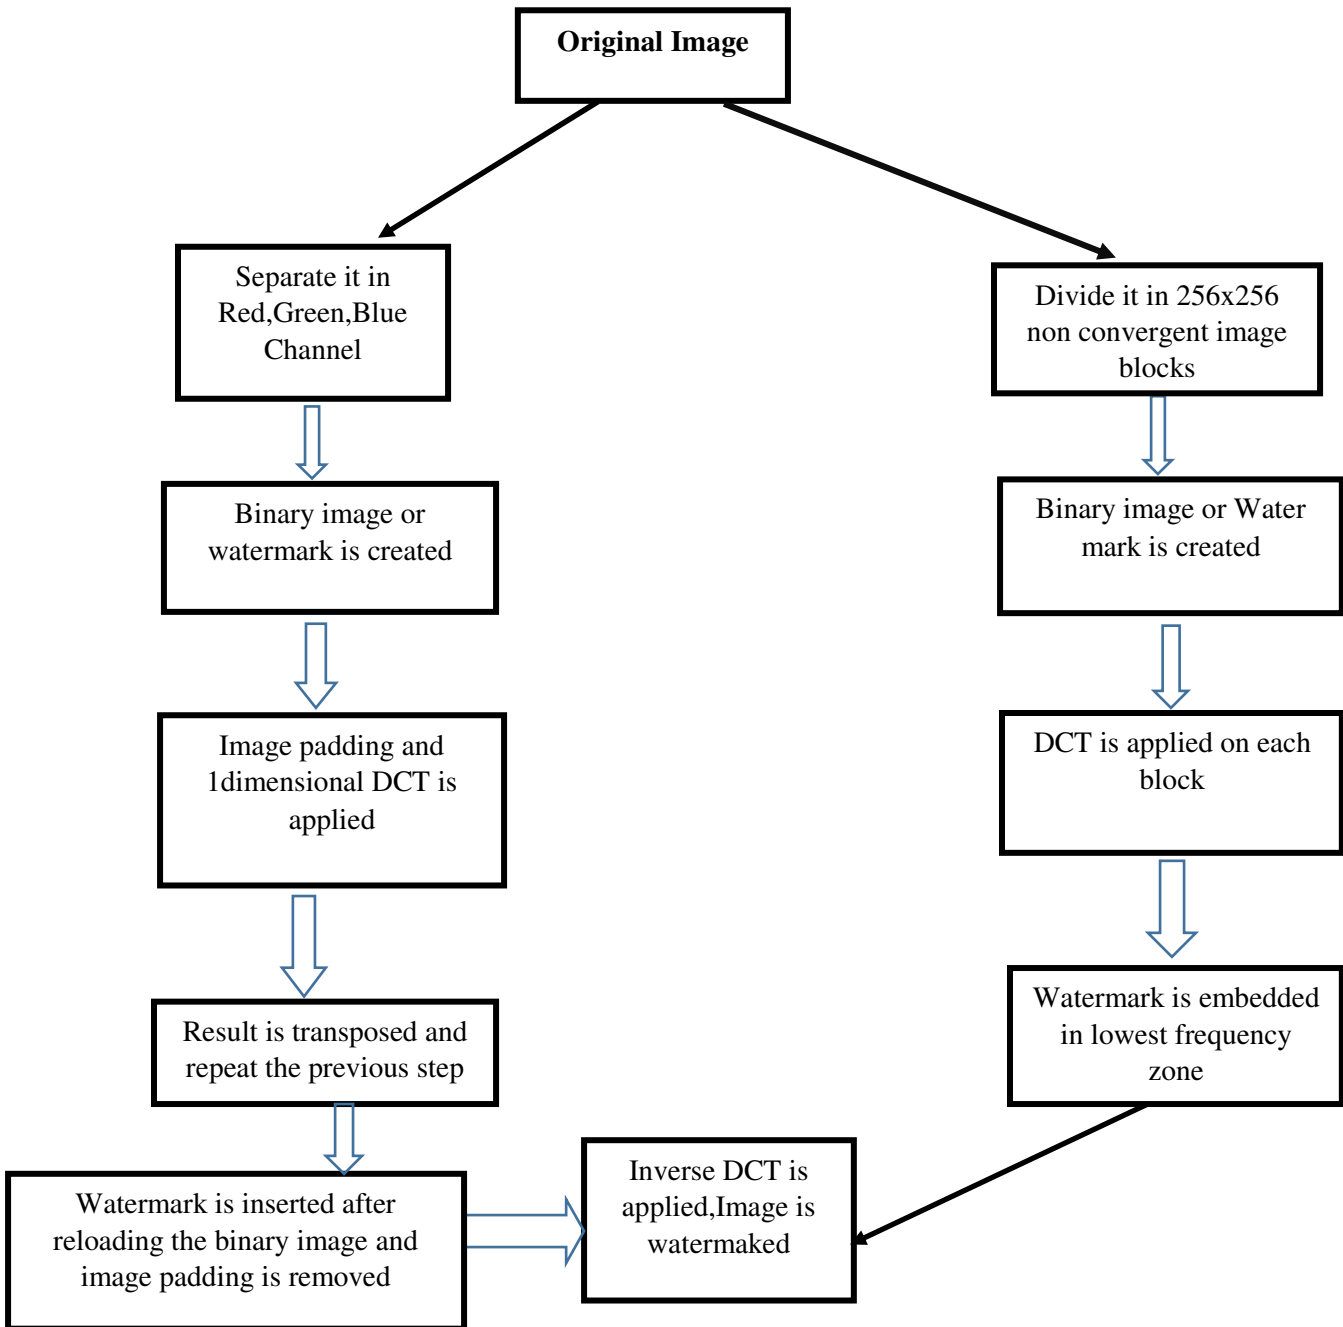 Original Image
Separate it in
Red,Green,Blue
Channel
Divide it in 256x256
non convergent image
blocks
Binary image or
watermark is created
Binary image or Water
mark is created
Image padding and
1dimensional DCT is
applied
DCT is applied on each
block
Result is transposed and
repeat the previous step
Watermark is embedded
in lowest frequency
zone
Watermark is inserted after
reloading the binary image and
image padding is removed
Inverse DCT is
applied,Image is
watermaked